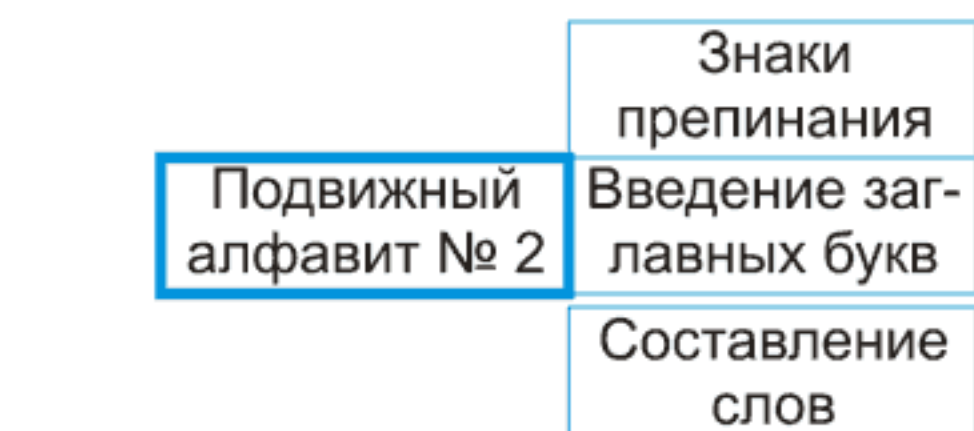 Знаки
препинания
Подвижный
алфавит № 2
Введение заг-
лавных букв
Составление
слов